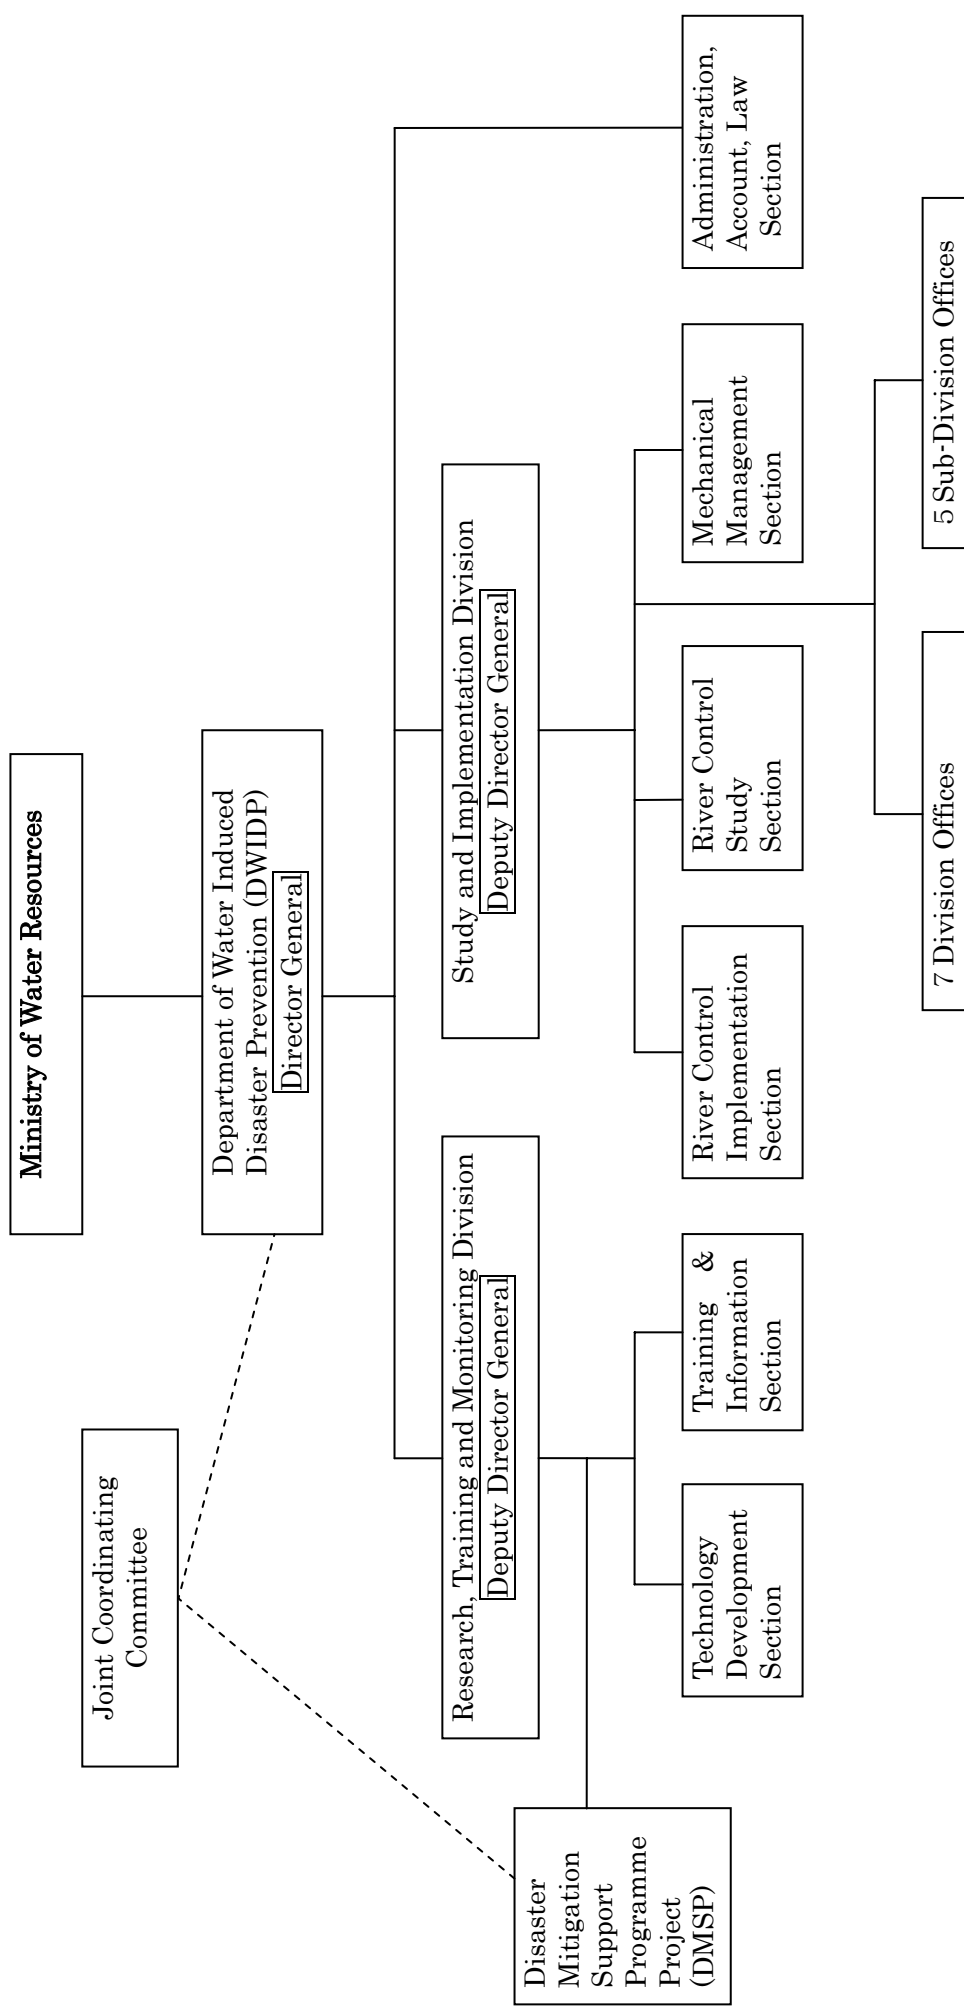 Ministry of Water Resources
Joint Coordinating
Committee
Department of Water Induced
Disaster Prevention (DWIDP)
Director General
Research, Training and Monitoring Division
Deputy Director General
Study and Implementation Division
Deputy Director General
Disaster
Mitigation
Support
Programme
Project
(DMSP)
Technology
Development
Section
Training &
Information
Section
River Control
Implementation
Section
River Control
Study
Section
Mechanical
Management
Section
Administration,
Account, Law
Section
7 Division Offices
5 Sub-Division Offices